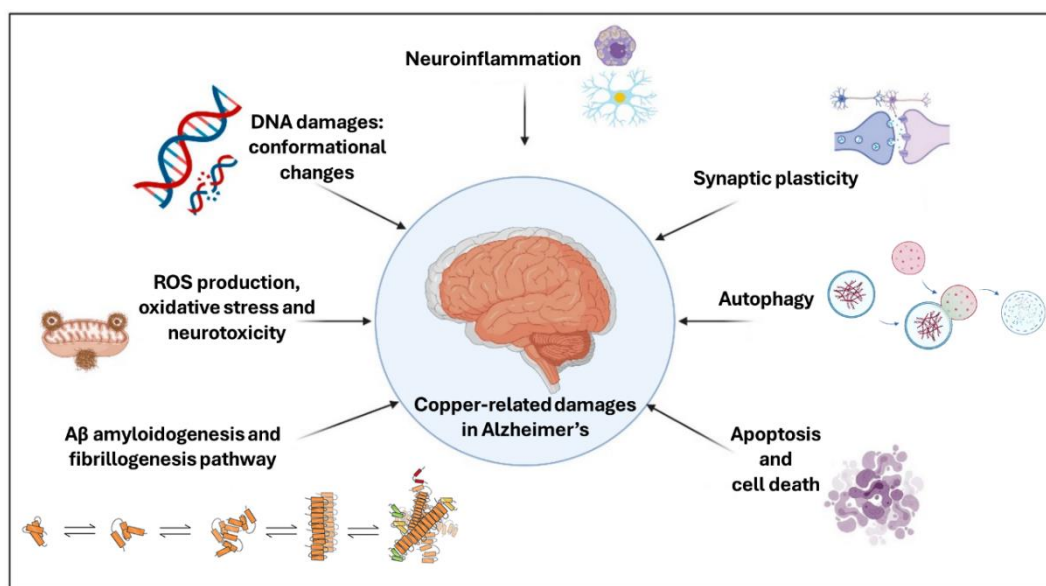 Neuroinflammation
DNA damages:
conformational
changes
Synaptic plasticity
ROS production,
oxidative stress and
neurotoxicity
Autophagy
Copper-related damages
in Alzheimer’s
Aβ amyloidogenesis and
fibrillogenesis pathway
Apoptosis
and
cell death